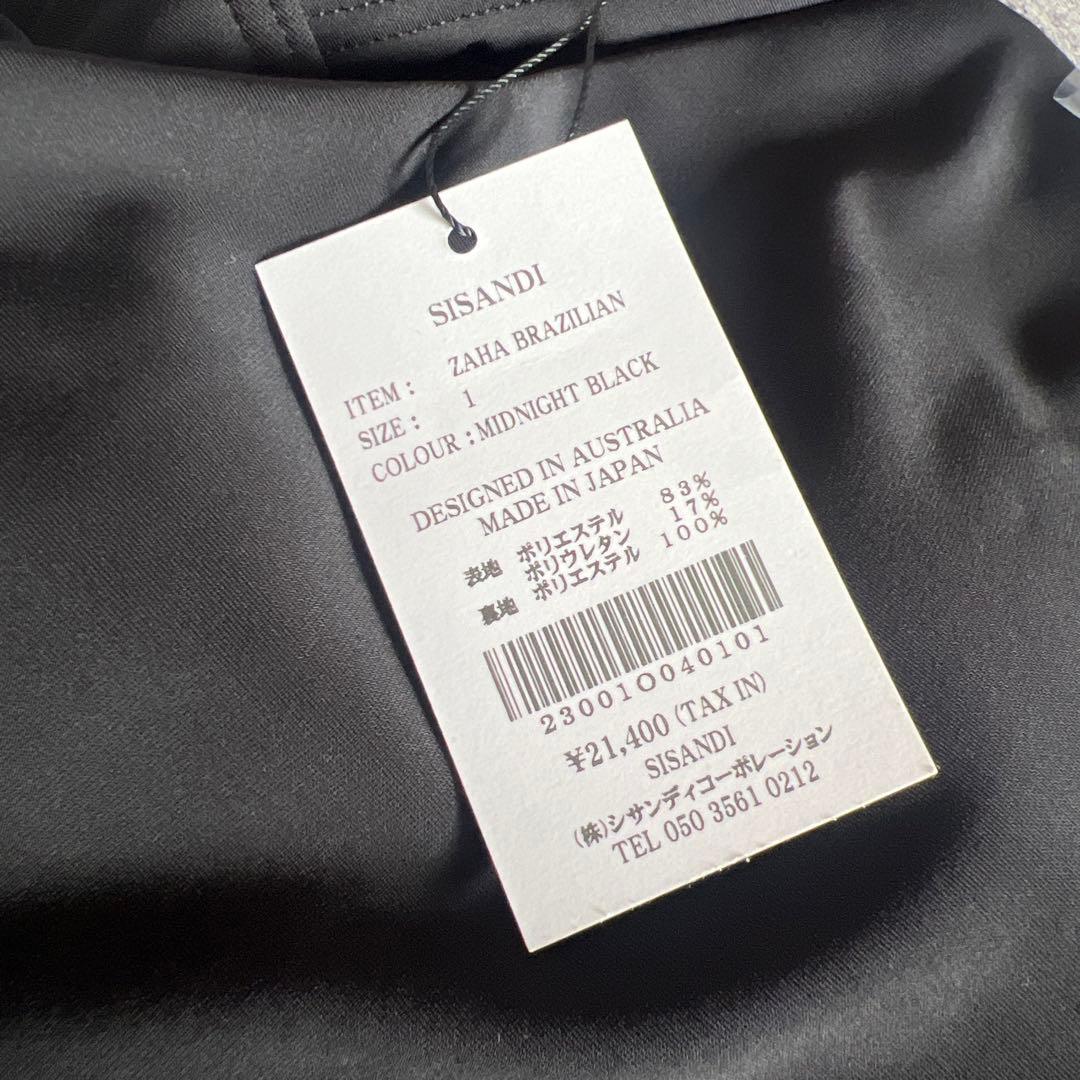 SISANDI
ITEM : ZAHA BRAZILIAN
SIZE : 1
COLOUR : MIDNIGHT BLACK
DESIGNED IN AUSTRALIA
MADE IN JAPAN
表地 ポリエステル 83%
ポリウレタン 17%
裏地 ポリエステル 100%
23001O040101
¥21,400 (TAX IN)
SISANDI
(株)シサンディコーポレーション
TEL 050 3561 0212